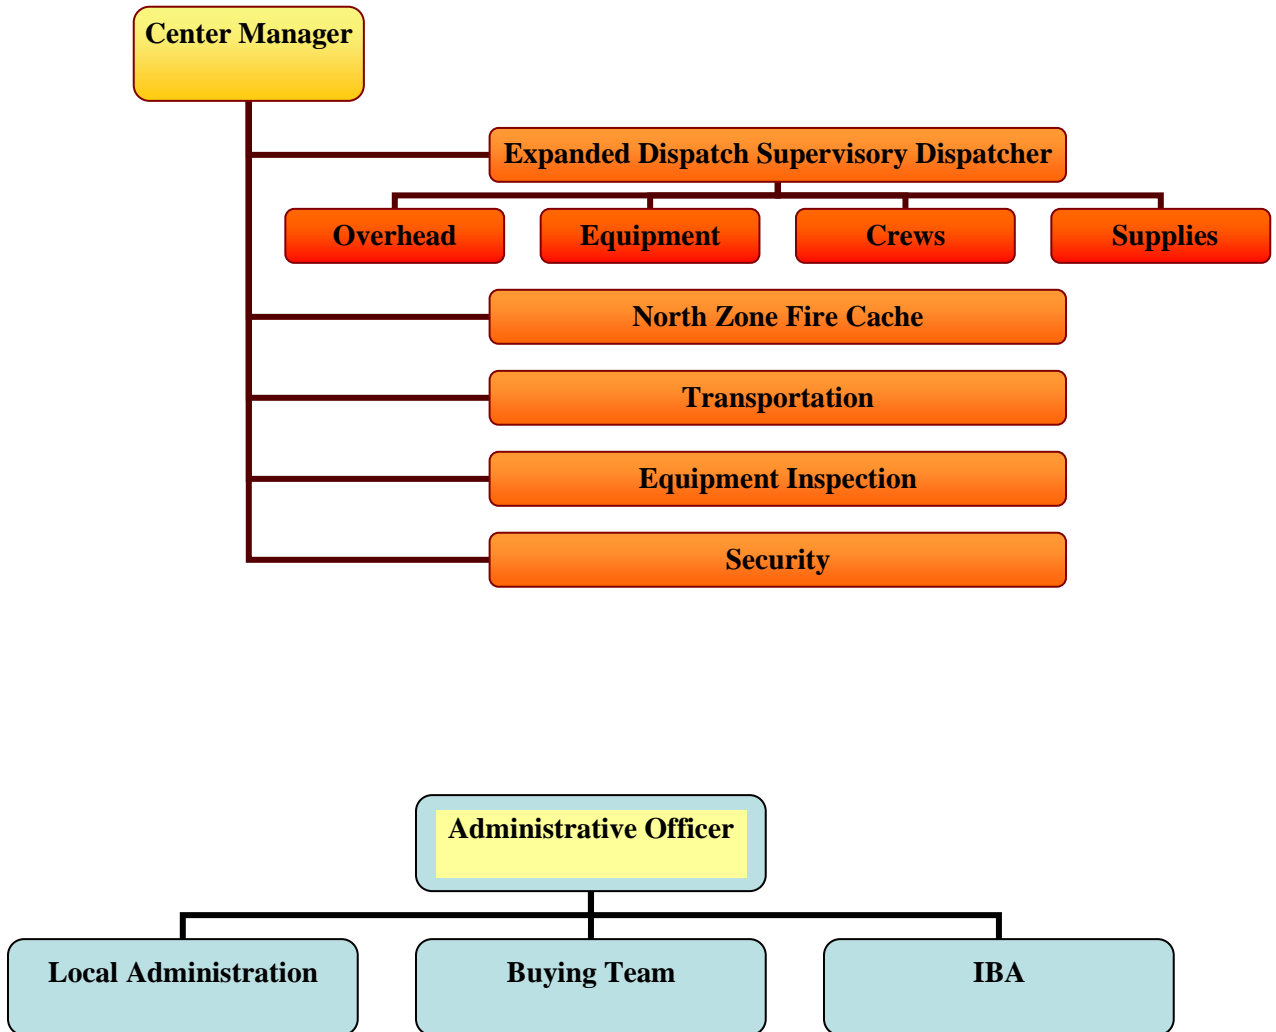 Center Manager
Expanded Dispatch Supervisory Dispatcher
Overhead
Equipment
Crews
Supplies
North Zone Fire Cache
Transportation
Equipment Inspection
Security
Administrative Officer
Local Administration
Buying Team
IBA